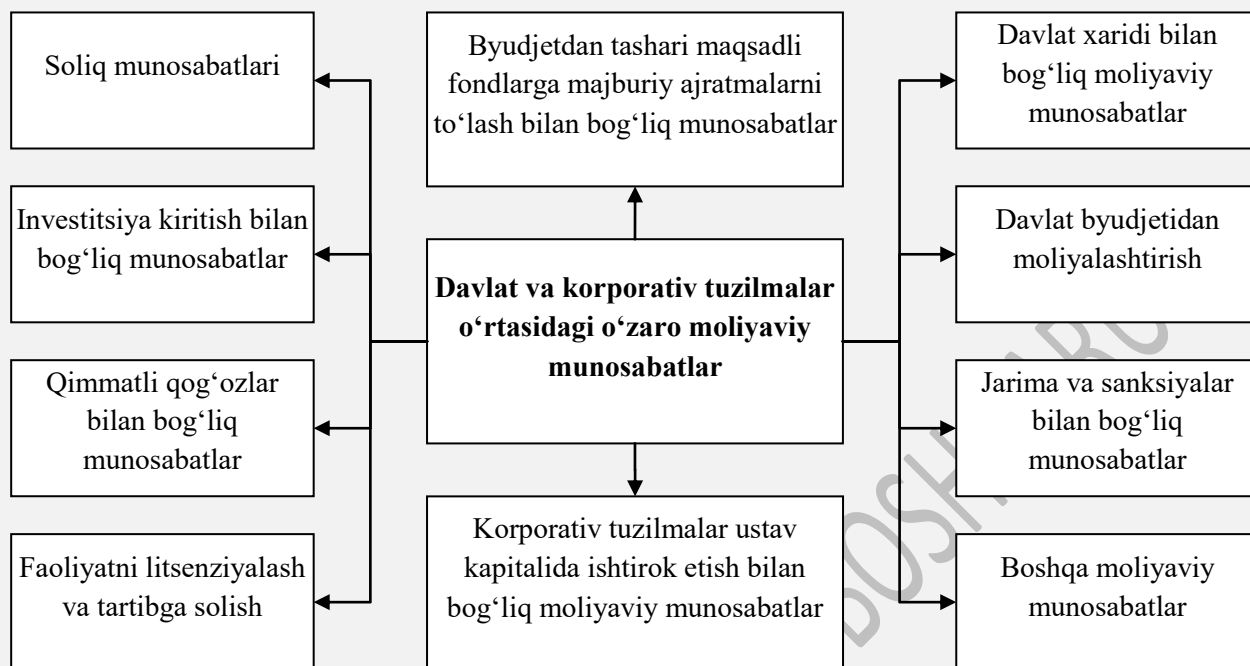 Soliq munosabatlari
Investitsiya kiritish bilan
bog‘liq munosabatlar
Qimmatli qog‘ozlar
bilan bog‘liq
munosabatlar
Faoliyatni litsenziyalash
va tartibga solish
Byudjetdan tashari maqsadli
fondlarga majburiy ajratmalarni
to‘lash bilan bog‘liq munosabatlar
Davlat va korporativ tuzilmalar
o‘rtasidagi o‘zaro moliyaviy
munosabatlar
Korporativ tuzilmalar ustav
kapitalida ishtirok etish bilan
bog‘liq moliyaviy munosabatlar
Davlat xaridi bilan
bog‘liq moliyaviy
munosabatlar
Davlat byudjetidan
moliyalashtirish
Jarima va sanksiyalar
bilan bog‘liq
munosabatlar
Boshqa moliyaviy
munosabatlar